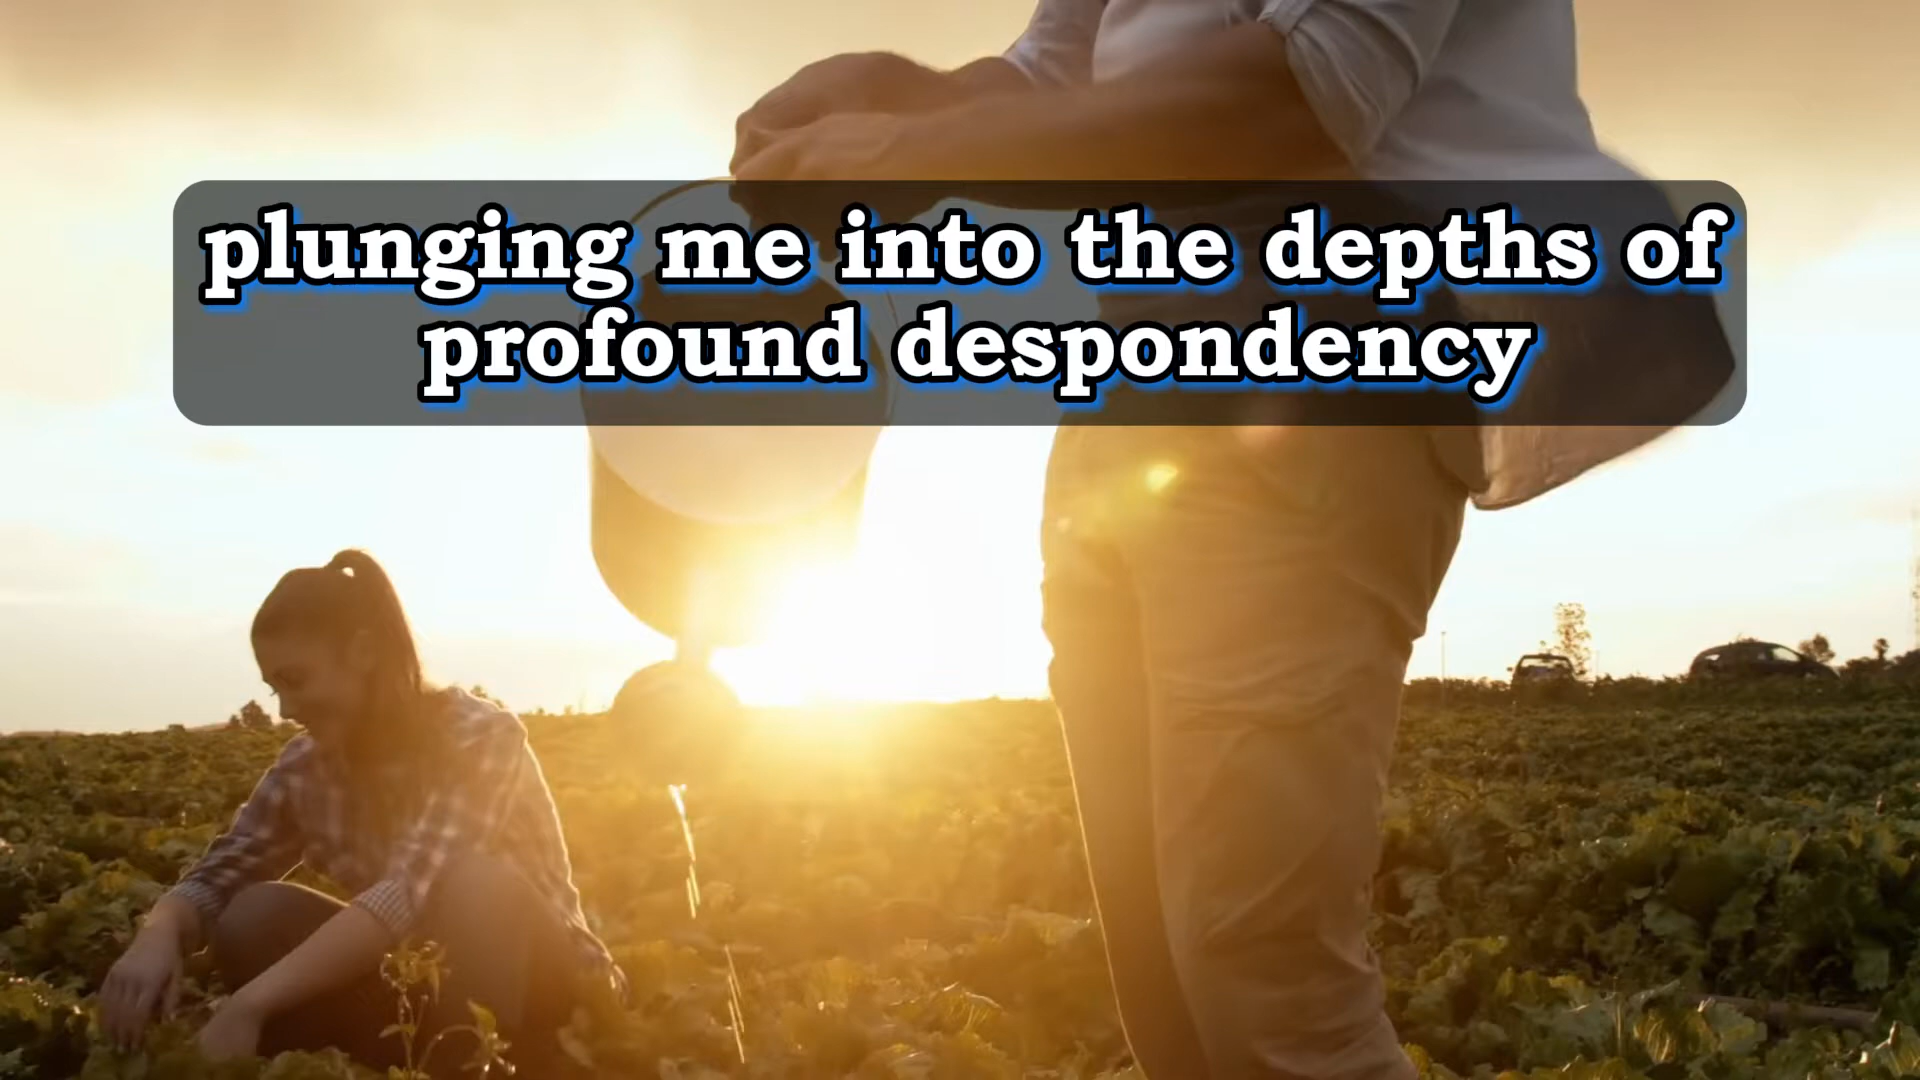 plunging me into the depths of
profound despondency